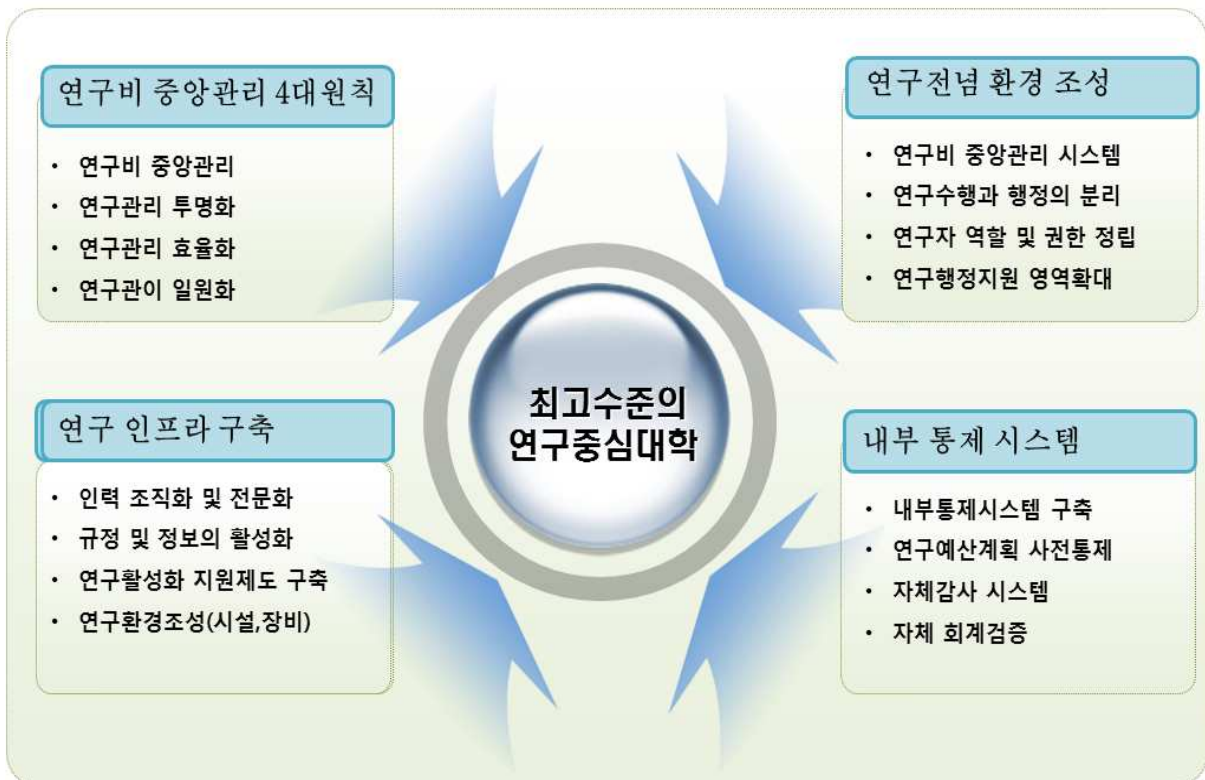 연구비 중앙관리 4대원칙
• 연구비 중앙관리
• 연구관리 투명화
• 연구관리 효율화
• 연구관이 일원화
연구전념 환경 조성
• 연구비 중앙관리 시스템
• 연구수행과 행정의 분리
• 연구자 역할 및 권한 정립
• 연구행정지원 영역확대
최고수준의
연구중심대학
연구 인프라 구축
• 인력 조직화 및 전문화
• 규정 및 정보의 활성화
• 연구활성화 지원제도 구축
• 연구환경조성(시설,장비)
내부 통제 시스템
• 내부통제시스템 구축
• 연구예산계획 사전통제
• 자체감사 시스템
• 자체 회계검증